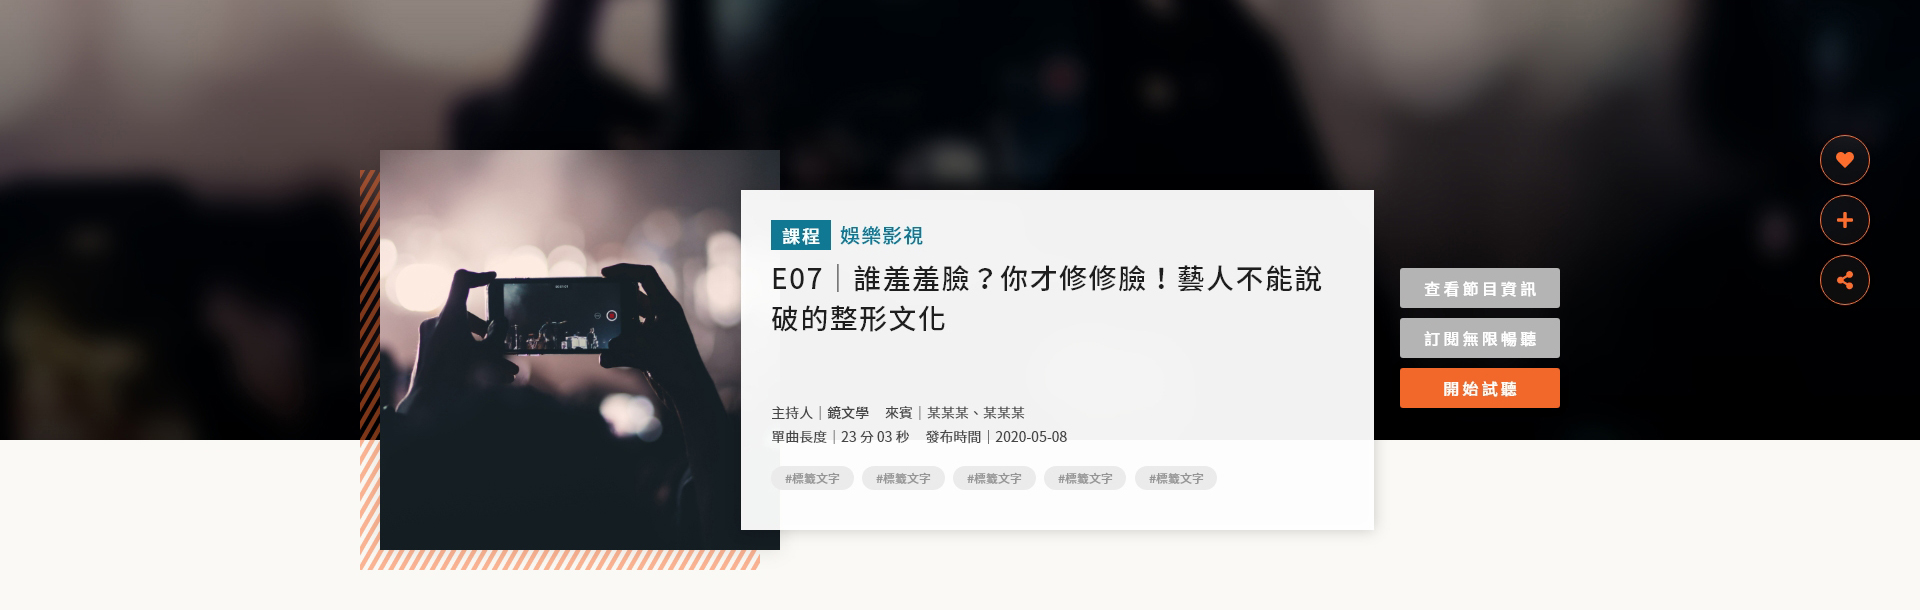 課程 娛樂影視
E07｜誰羞羞臉？你才修修臉！藝人不能說
破的整形文化
主持人｜鏡文學 來賓｜某某某、某某某
單曲長度｜23 分 03 秒 發布時間｜2020-05-08
#標籤文字 #標籤文字 #標籤文字 #標籤文字 #標籤文字
查看節目資訊
訂閱無限暢聽
開始試聽